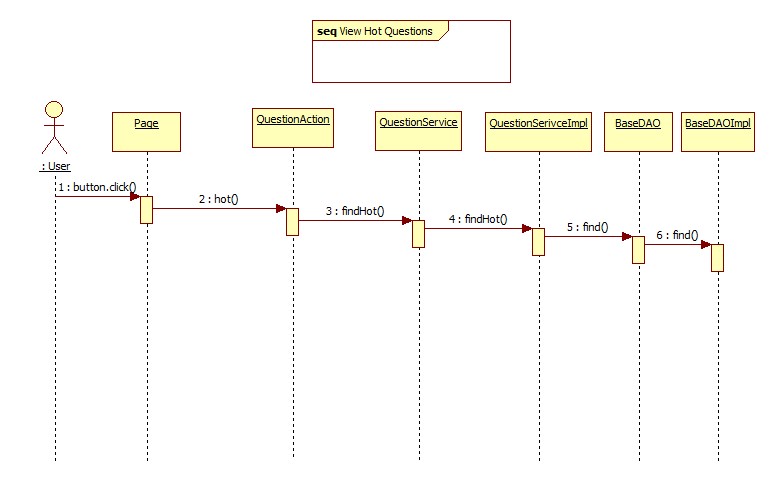 seq View Hot Questions
: User
Page
QuestionAction
QuestionService
QuestionSerivceImpl
BaseDAO
BaseDAOImpl
1 : button.click()
2 : hot()
3 : findHot()
4 : findHot()
5 : find()
6 : find()